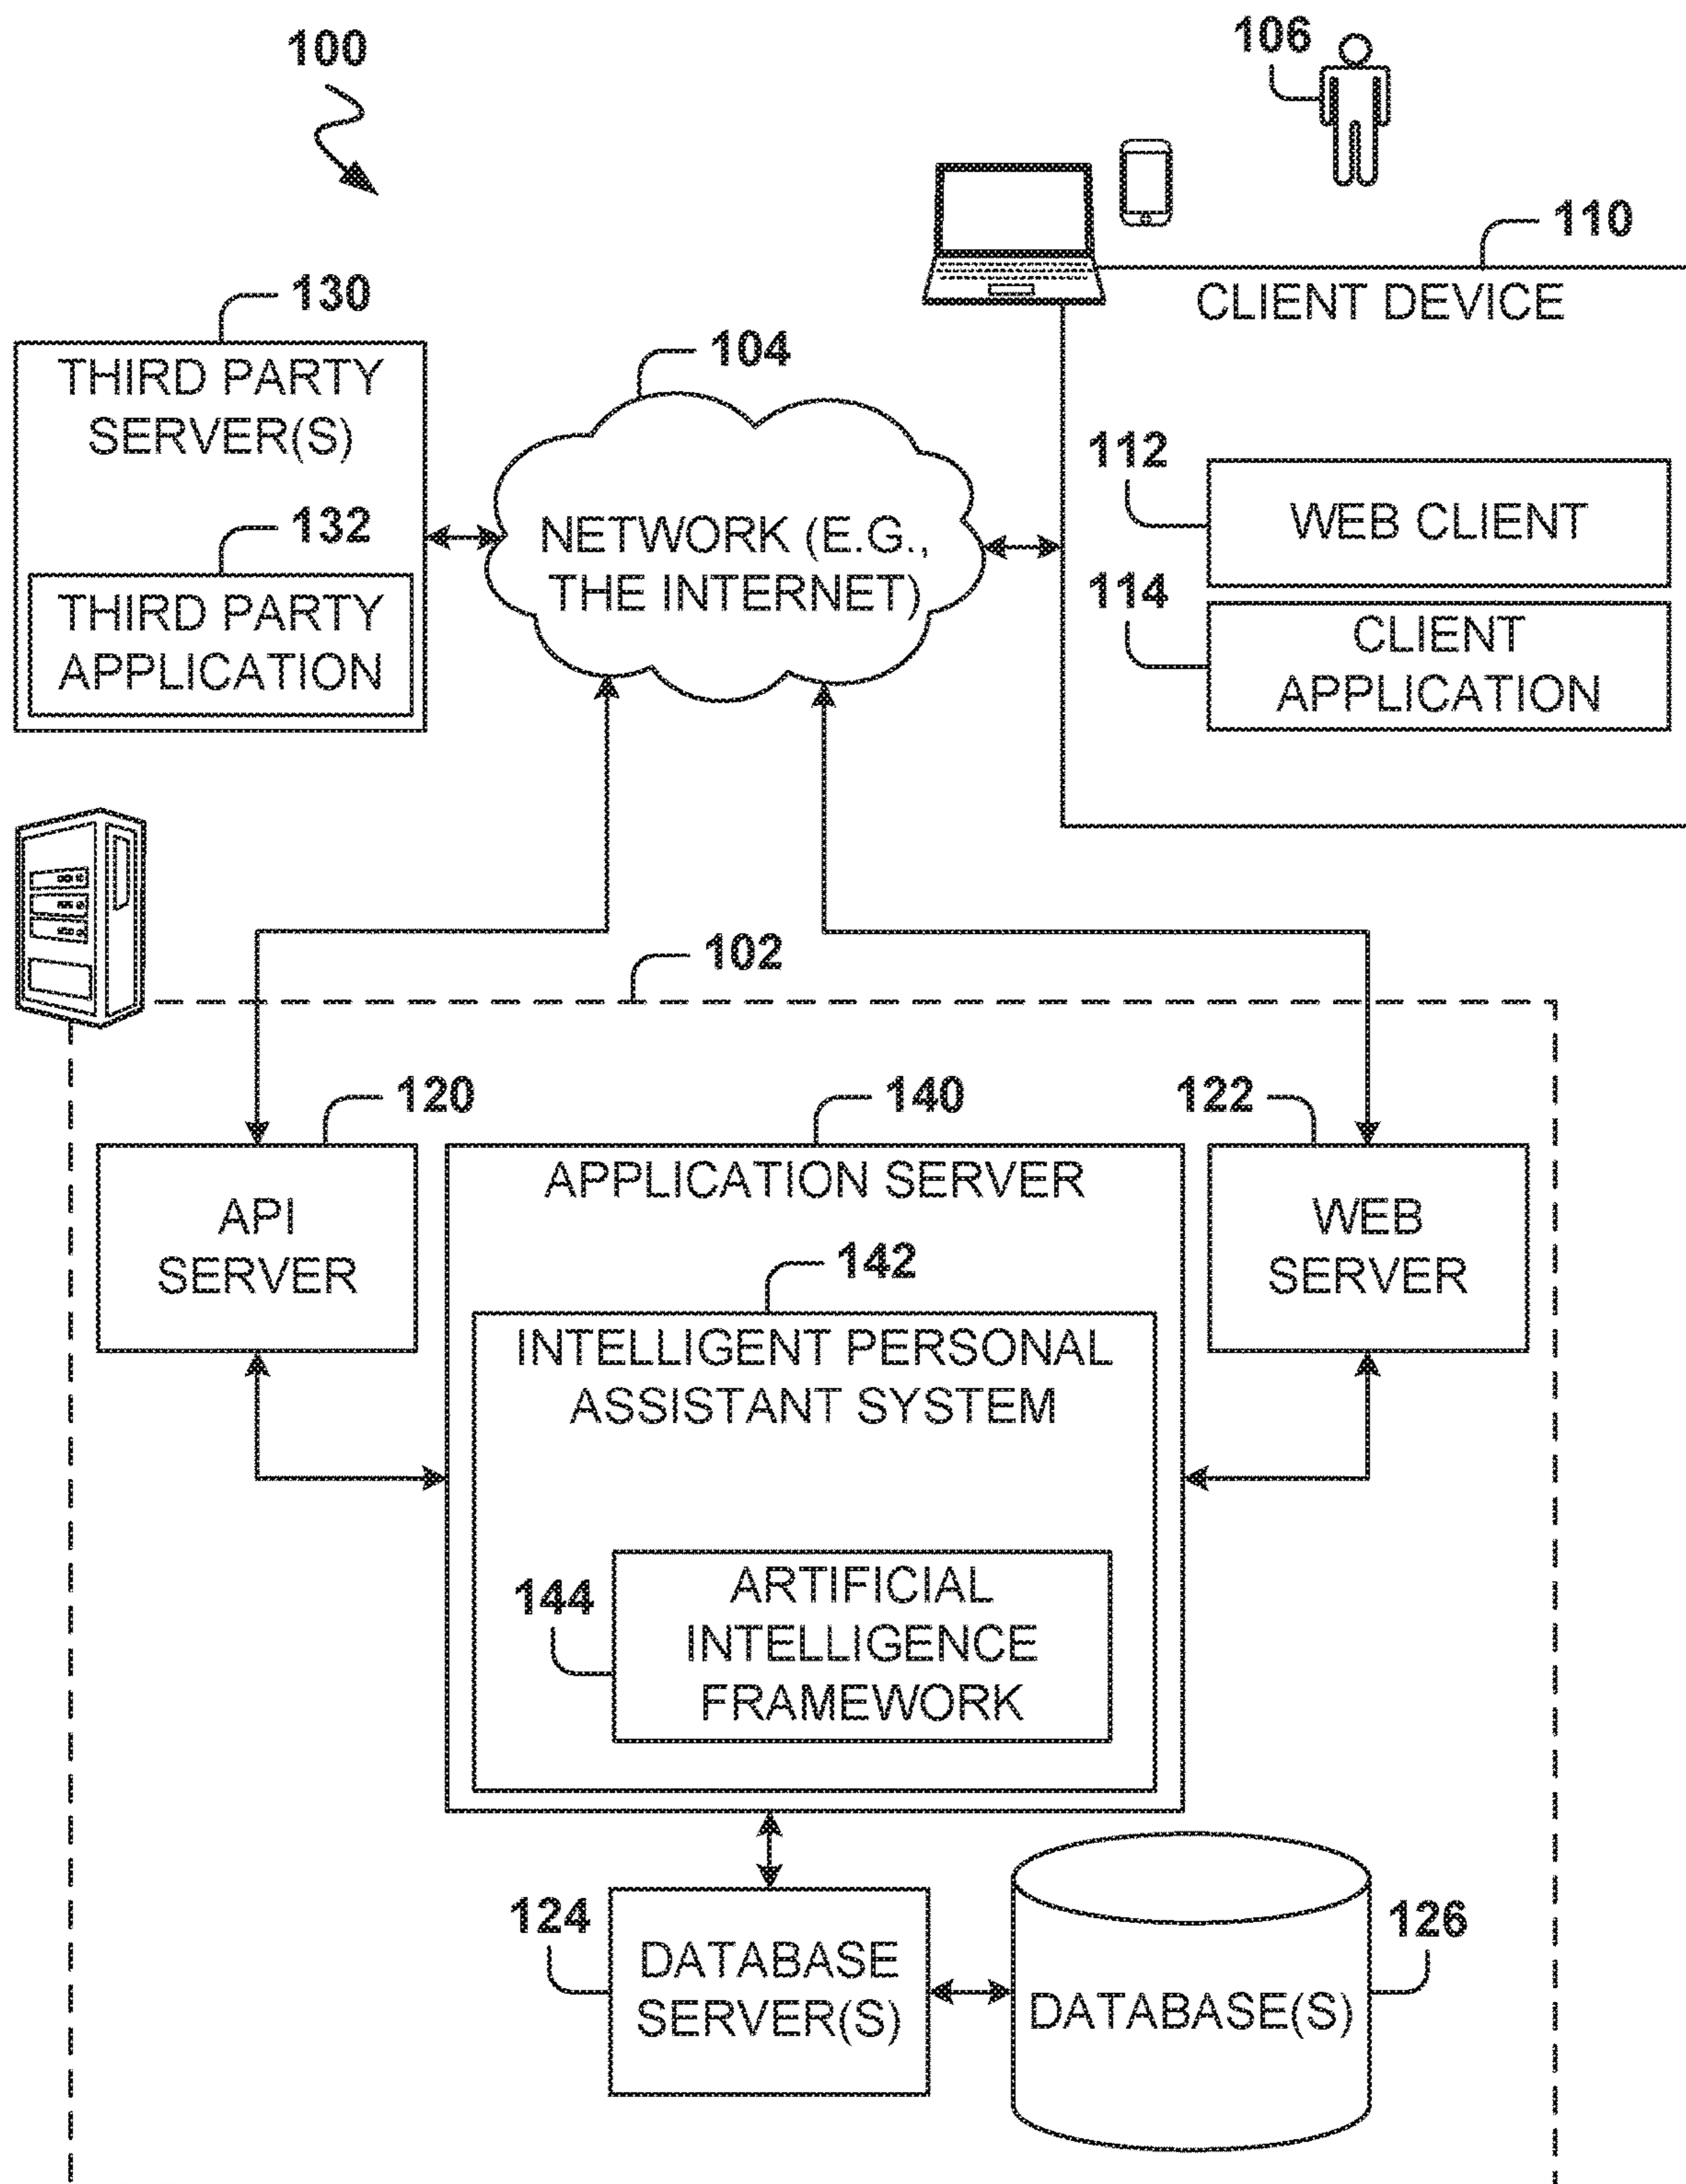 100
106
110
CLIENT DEVICE
130
THIRD PARTY
SERVER(S)
104
112
WEB CLIENT
132
NETWORK (E.G.,
THE INTERNET)
114
CLIENT
APPLICATION
THIRD PARTY
APPLICATION
102
120
140
122
API
SERVER
APPLICATION SERVER
WEB
SERVER
142
INTELLIGENT PERSONAL
ASSISTANT SYSTEM
144
ARTIFICIAL
INTELLIGENCE
FRAMEWORK
124
DATABASE
SERVER(S)
126
DATABASE(S)